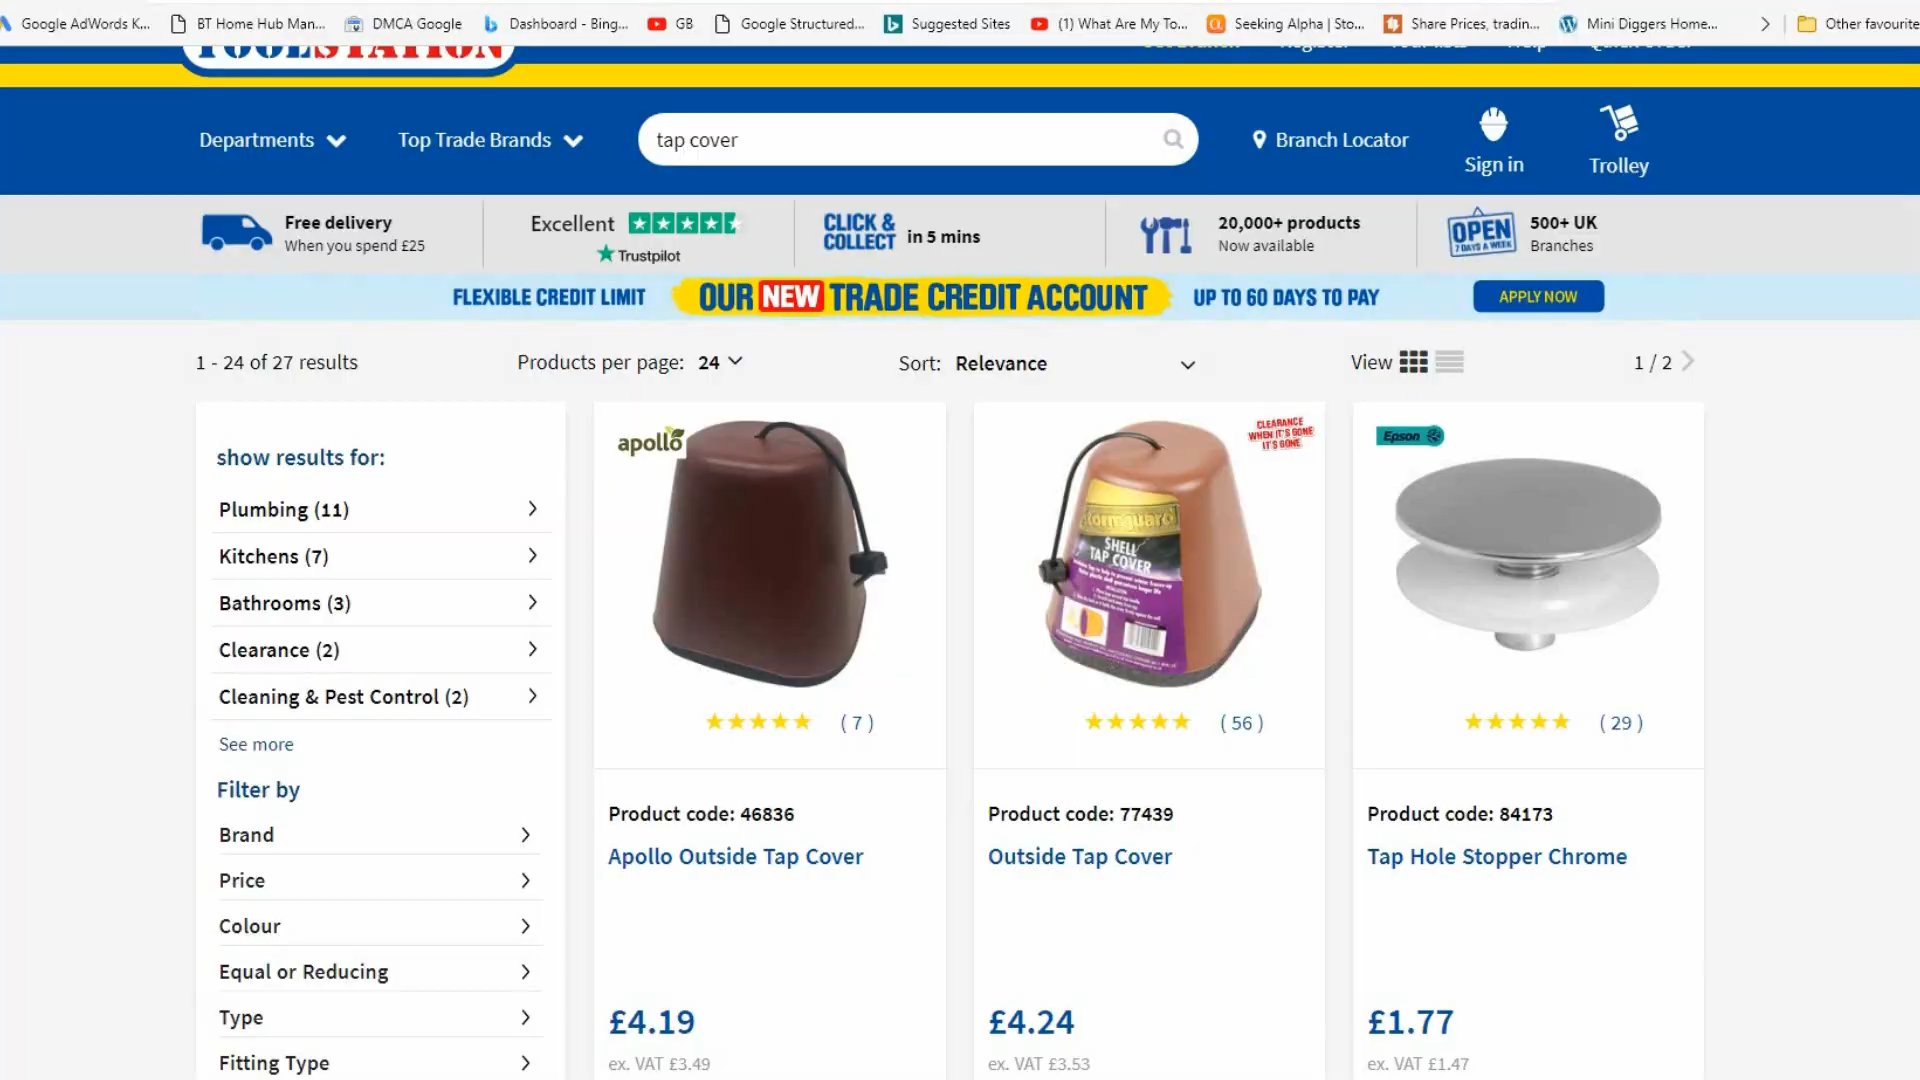 Google AdWords K...
BT Home Hub Man...
DMCA Google
Dashboard - Bing...
GB
Google Structured...
Suggested Sites
(1) What Are My To...
Seeking Alpha | Sto...
Share Prices, tradin...
Mini Diggers Home...
Other favourite
TOOLSTATION
Register
Your lists
Help
Quick Order
Departments
Top Trade Brands
tap cover
Branch Locator
Sign in
Trolley
Free delivery
When you spend £25
Excellent
Trustpilot
CLICK &
COLLECT
in 5 mins
20,000+ products
Now available
OPEN
7 DAYS A WEEK
500+ UK
Branches
FLEXIBLE CREDIT LIMIT
OUR NEW TRADE CREDIT ACCOUNT
UP TO 60 DAYS TO PAY
APPLY NOW
1 - 24 of 27 results
Products per page: 24
Sort: Relevance
View
1 / 2
show results for:
Plumbing (11)
Kitchens (7)
Bathrooms (3)
Clearance (2)
Cleaning & Pest Control (2)
See more
Filter by
Brand
Price
Colour
Equal or Reducing
Type
Fitting Type
apollo
( 7 )
Product code: 46836
Apollo Outside Tap Cover
£4.19
ex. VAT £3.49
CLEARANCE
WHEN IT'S GONE
IT'S GONE
SHELL
TAP COVER
( 56 )
Product code: 77439
Outside Tap Cover
£4.24
ex. VAT £3.53
Epson
( 29 )
Product code: 84173
Tap Hole Stopper Chrome
£1.77
ex. VAT £1.47